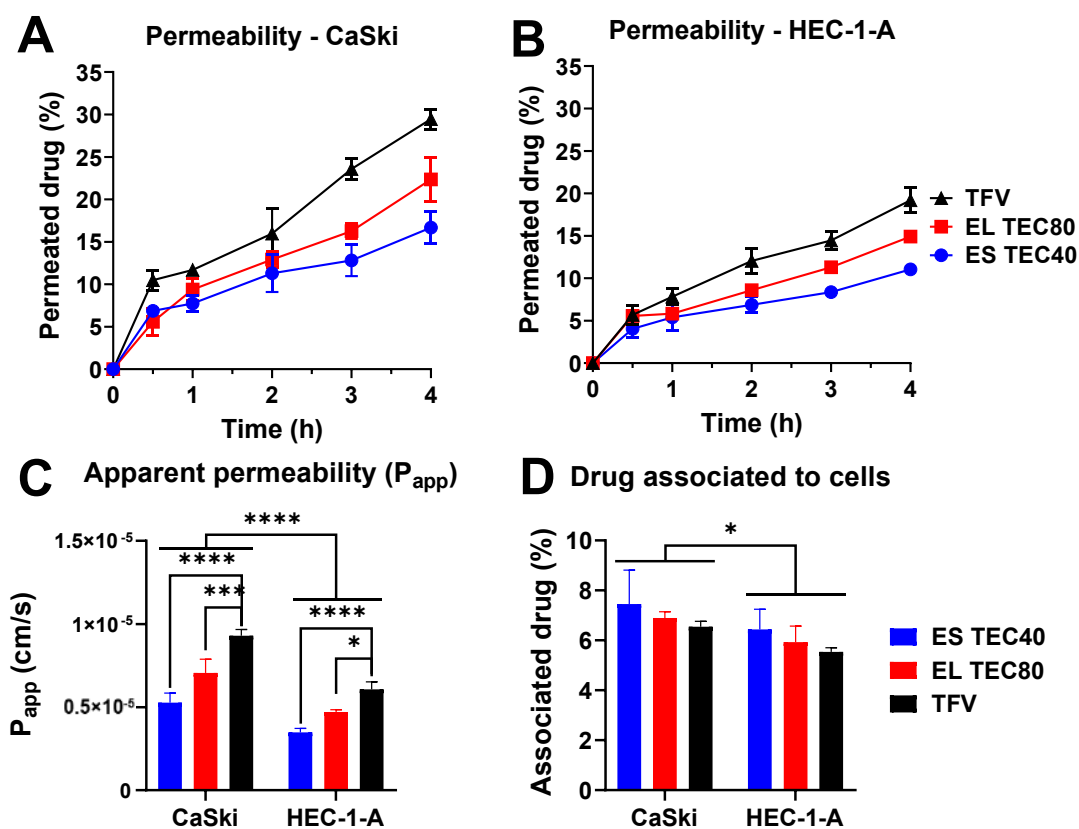 A
Permeability - CaSki
Permeated drug (%)
35
30
25
20
15
10
5
0
0 1 2 3 4
Time (h)
B
Permeability - HEC-1-A
Permeated drug (%)
35
30
25
20
15
10
5
0
0 1 2 3 4
Time (h)
TFV
EL TEC80
ES TEC40
C Apparent permeability (Papp)
Papp (cm/s)
1.5×10-5
1×10-5
0.5×10-5
0
****
****
***
****
*
CaSki HEC-1-A
D Drug associated to cells
Associated drug (%)
10
8
6
4
2
0
*
CaSki HEC-1-A
ES TEC40
EL TEC80
TFV